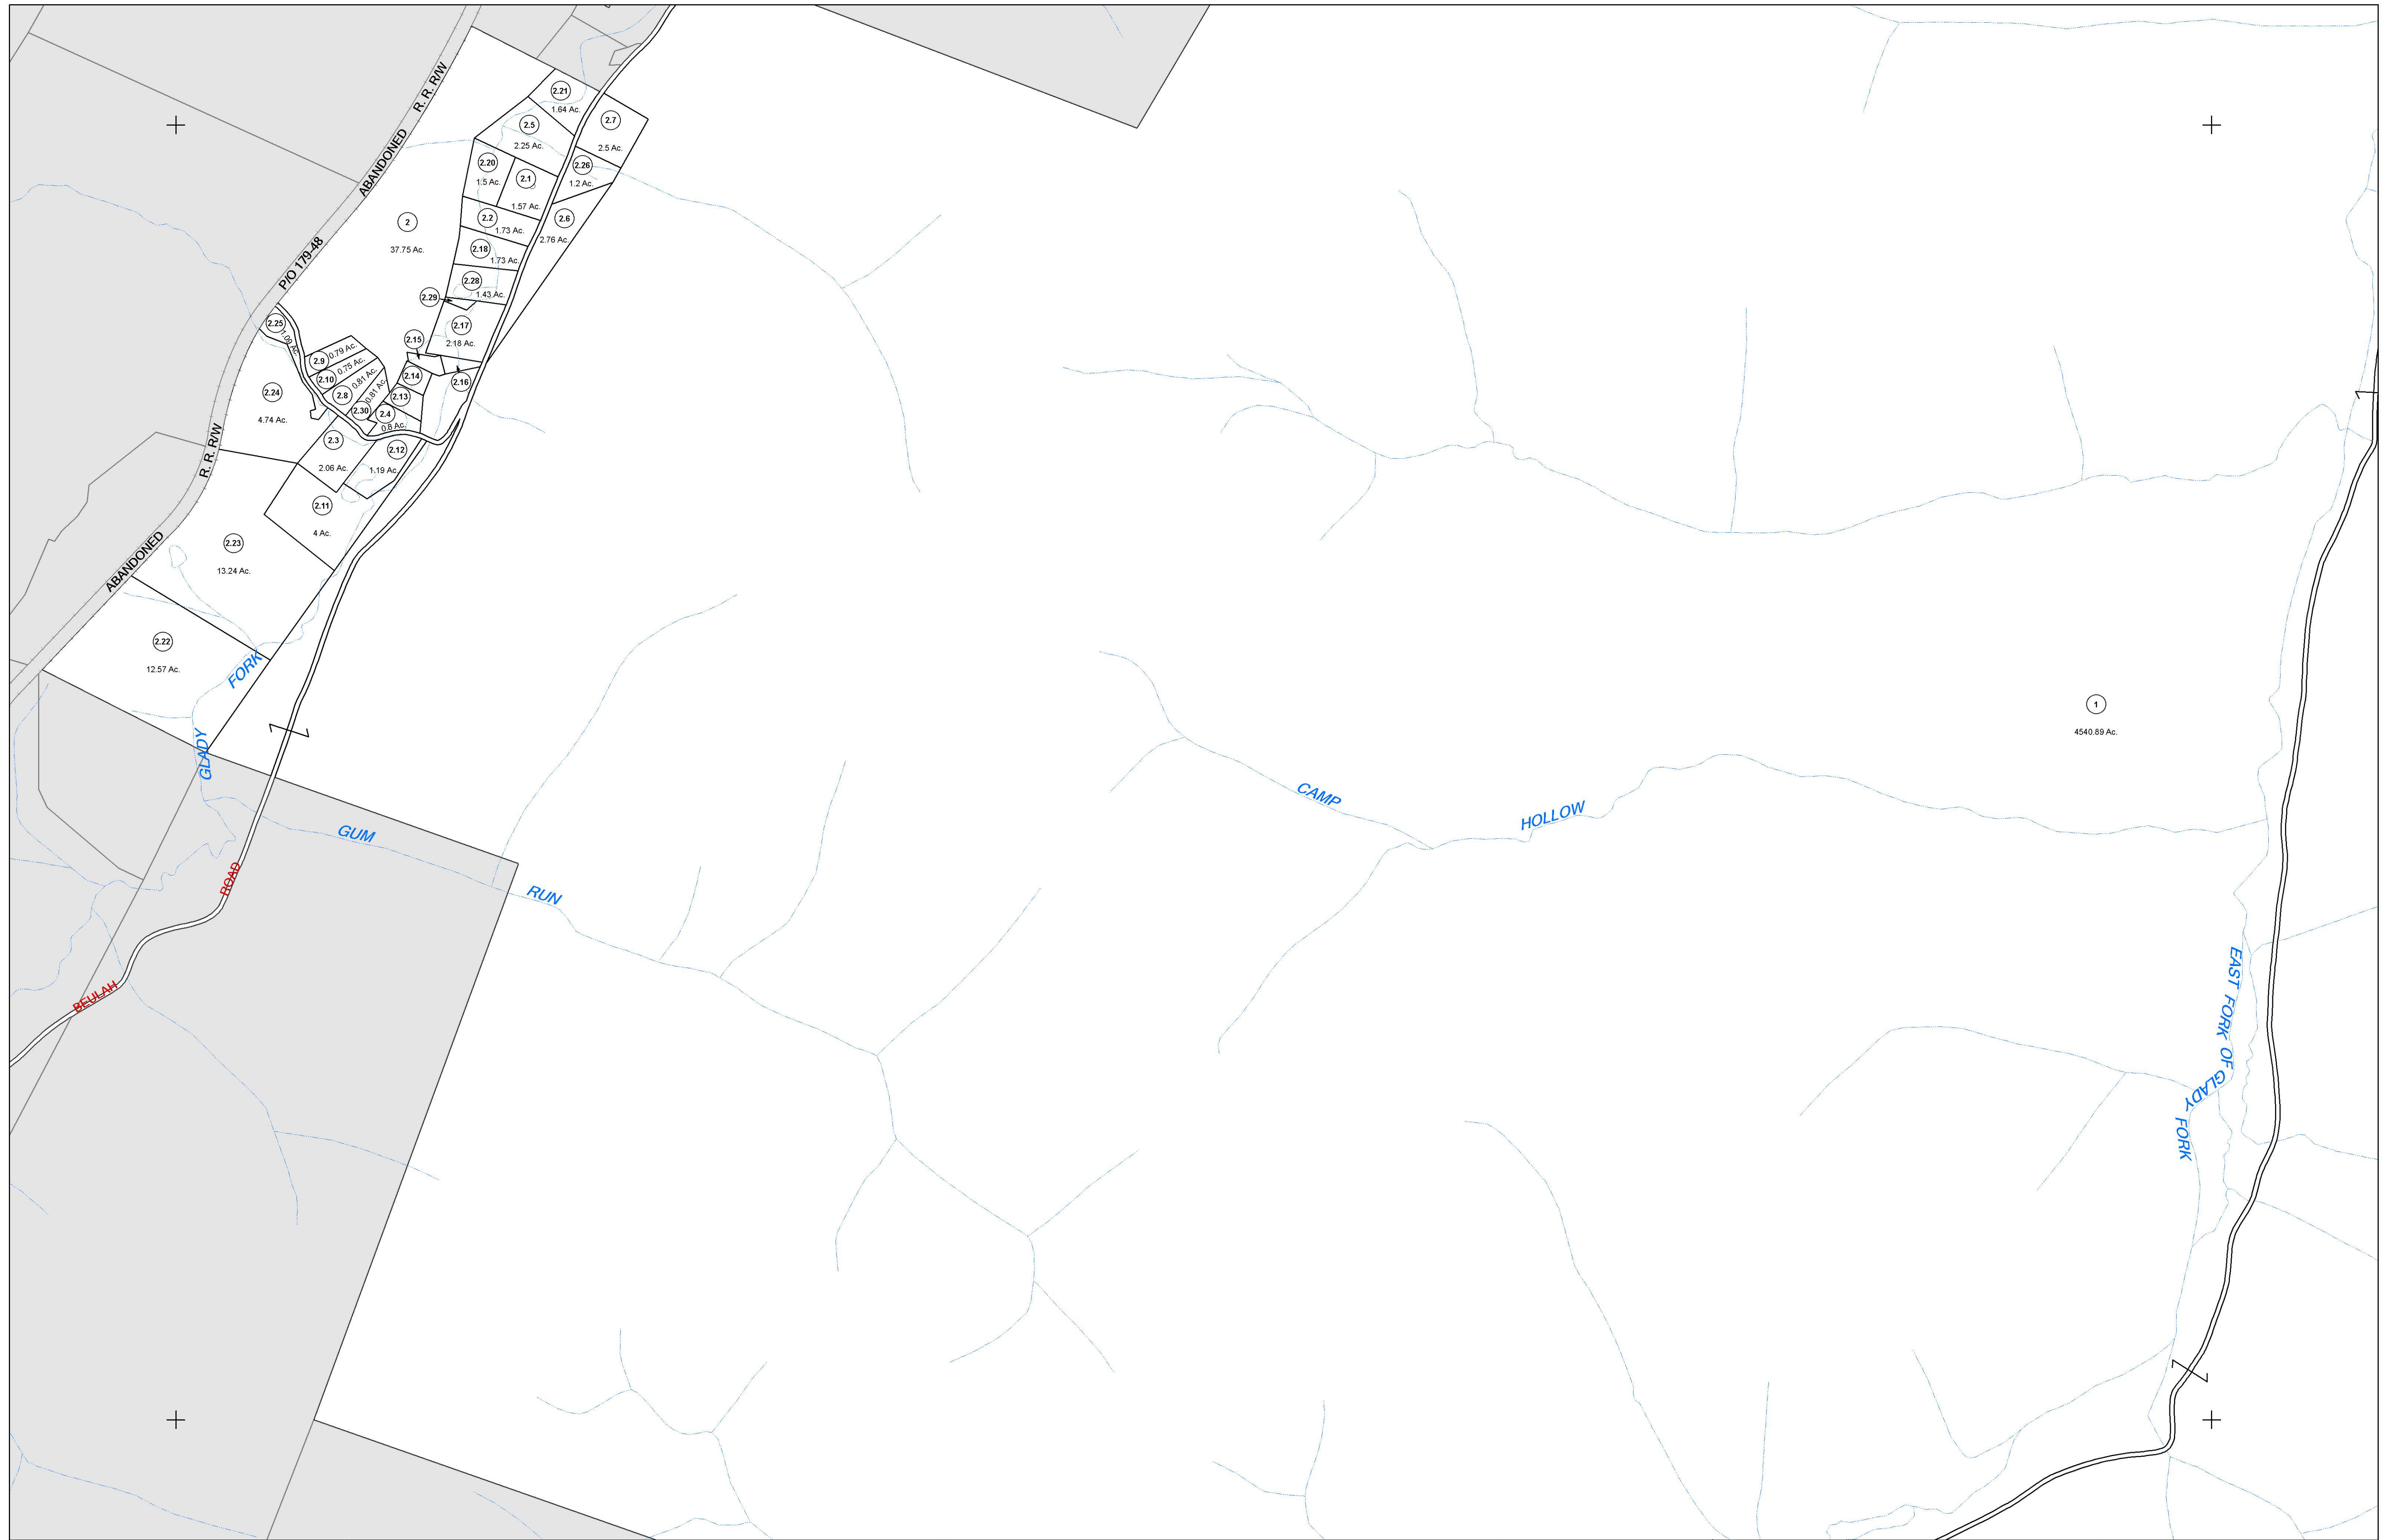 R. R. R/W
ABANDONED
P/O 179-48
R. R. R/W
ABANDONED
2.21
1.64 Ac.
2.5
2.25 Ac.
2.7
2.5 Ac.
2.20
1.5 Ac.
2.1
1.57 Ac.
2.26
1.2 Ac.
2
37.75 Ac.
2.2
1.73 Ac.
2.6
2.76 Ac.
2.18
1.73 Ac.
2.28
1.43 Ac.
2.29
2.25
1.09 Ac.
2.17
2.18 Ac.
2.15
2.9
0.79 Ac.
2.10
0.75 Ac.
2.14
2.16
2.24
4.74 Ac.
2.8
0.81 Ac.
2.30
0.81 Ac.
2.13
2.4
0.8 Ac.
2.3
2.06 Ac.
2.12
1.19 Ac.
2.11
4 Ac.
2.23
13.24 Ac.
2.22
12.57 Ac.
FORK
GLADY
1
4540.89 Ac.
CAMP
HOLLOW
GUM
RUN
ROAD
BEULAH
EAST FORK OF
GLADY
FORK